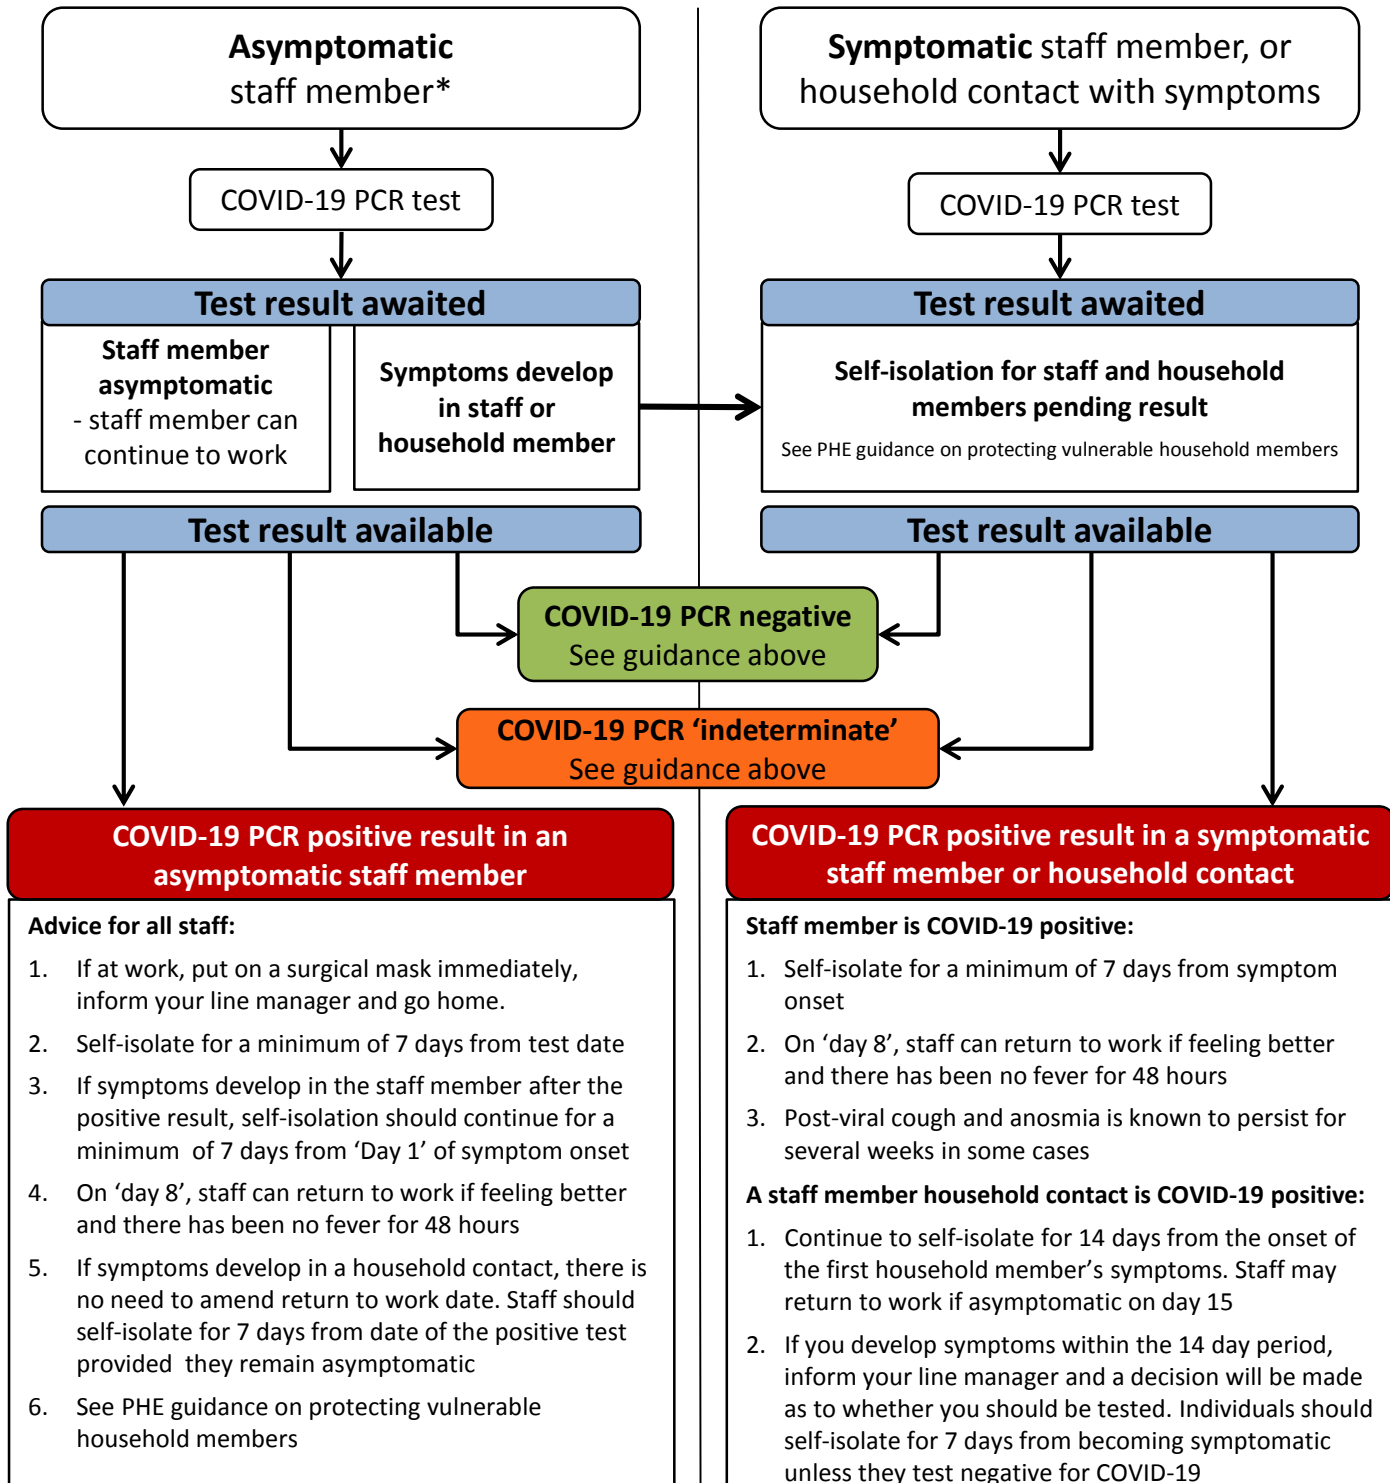 Asymptomatic
staff member*
COVID-19 PCR test
Test result awaited
Staff member
asymptomatic
- staff member can
continue to work
Symptoms develop
in staff or
household member
Test result available
Symptomatic staff member, or
household contact with symptoms
COVID-19 PCR test
Test result awaited
Self-isolation for staff and household
members pending result
See PHE guidance on protecting vulnerable household members
Test result available
COVID-19 PCR negative
See guidance above
COVID-19 PCR ‘indeterminate’
See guidance above
COVID-19 PCR positive result in an
asymptomatic staff member
Advice for all staff:
1. If at work, put on a surgical mask immediately,
inform your line manager and go home.
2. Self-isolate for a minimum of 7 days from test date
3. If symptoms develop in the staff member after the
positive result, self-isolation should continue for a
minimum of 7 days from ‘Day 1’ of symptom onset
4. On ‘day 8’, staff can return to work if feeling better
and there has been no fever for 48 hours
5. If symptoms develop in a household contact, there is
no need to amend return to work date. Staff should
self-isolate for 7 days from date of the positive test
provided they remain asymptomatic
6. See PHE guidance on protecting vulnerable
household members
COVID-19 PCR positive result in a symptomatic
staff member or household contact
Staff member is COVID-19 positive:
1. Self-isolate for a minimum of 7 days from symptom
onset
2. On ‘day 8’, staff can return to work if feeling better
and there has been no fever for 48 hours
3. Post-viral cough and anosmia is known to persist for
several weeks in some cases
A staff member household contact is COVID-19 positive:
1. Continue to self-isolate for 14 days from the onset of
the first household member’s symptoms. Staff may
return to work if asymptomatic on day 15
2. If you develop symptoms within the 14 day period,
inform your line manager and a decision will be made
as to whether you should be tested. Individuals should
self-isolate for 7 days from becoming symptomatic
unless they test negative for COVID-19